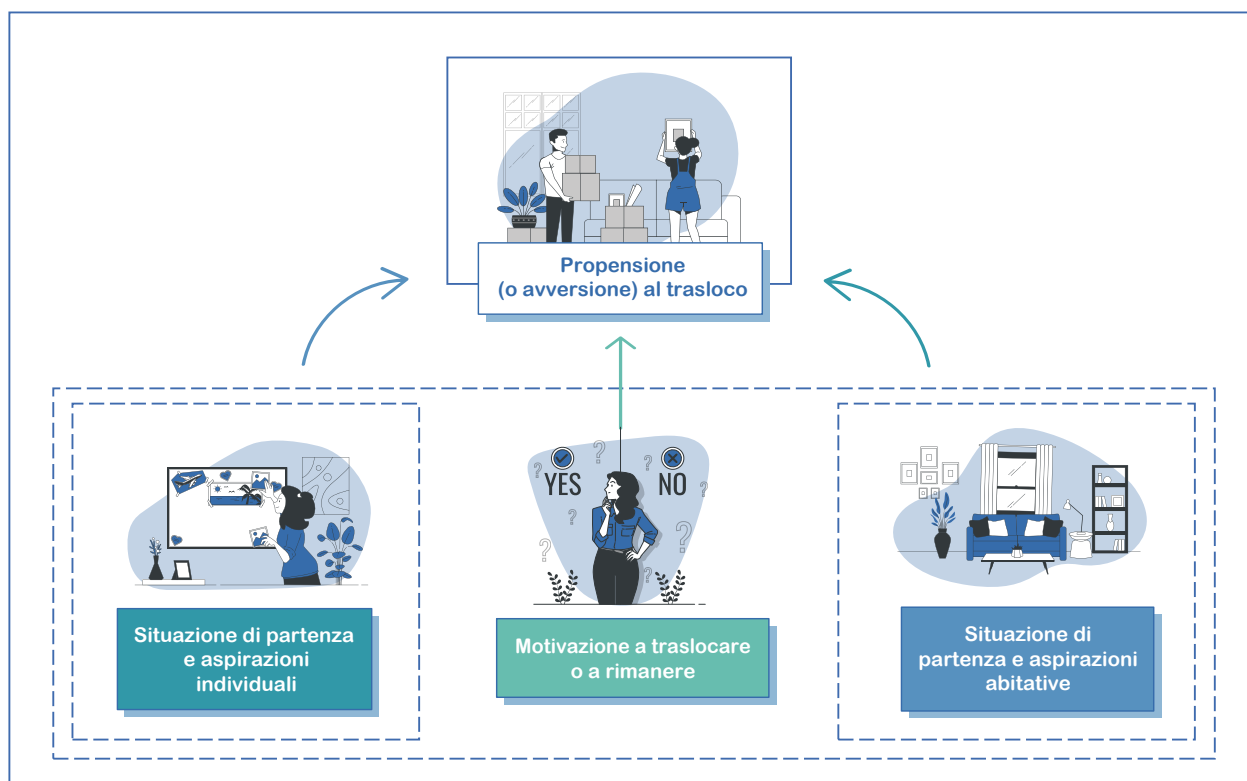 Propensione
(o avversione) al trasloco
YES
NO
? ? ? ? ? ? ?
Situazione di partenza
e aspirazioni
individuali
Motivazione a traslocare
o a rimanere
Situazione di
partenza e aspirazioni
abitative